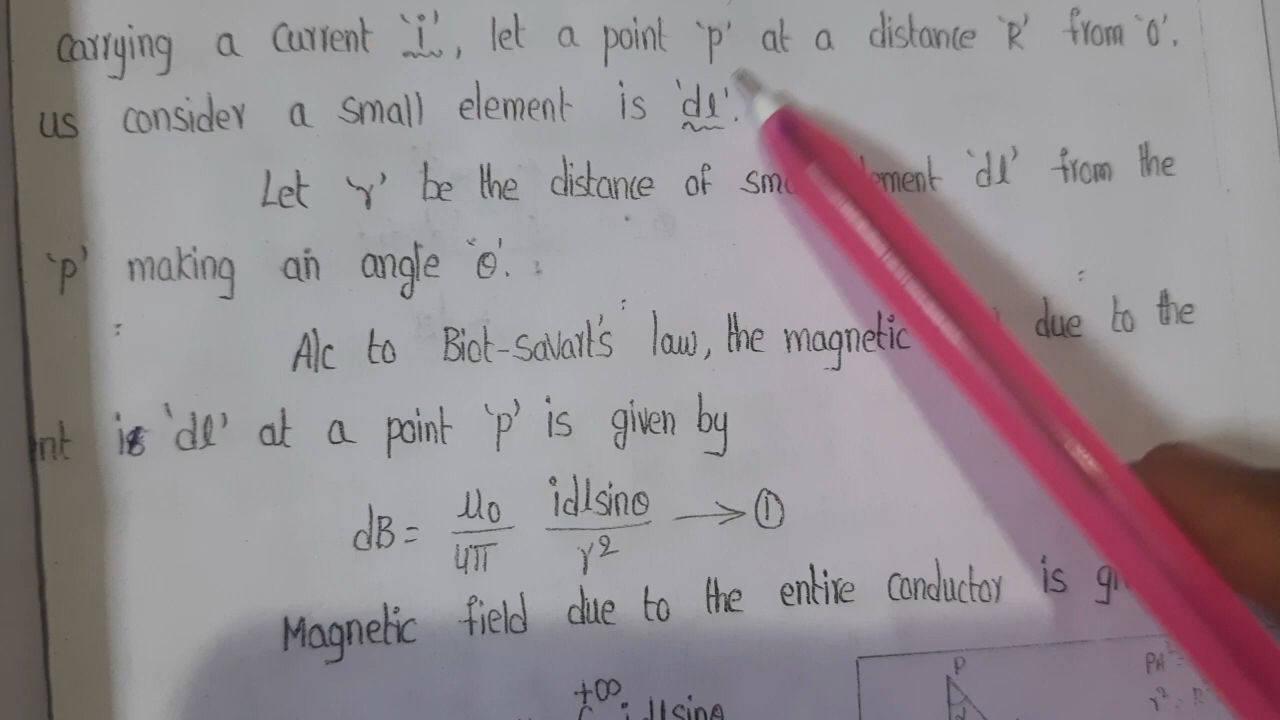 carrying a current 'i', let a point 'p' at a distance 'R' from 'o'.
us consider a small element is 'dl'.
Let 'r' be the distance of dl' from the
'p' making an angle 'θ'.
A|c to Biot-savart's law, the magnetic due to the
is 'dl' at a point 'p' is given by
dB = μ0/4π idlsinθ/r² → ①
Magnetic field due to the entire conductor is
+∞
idlsinθ
P